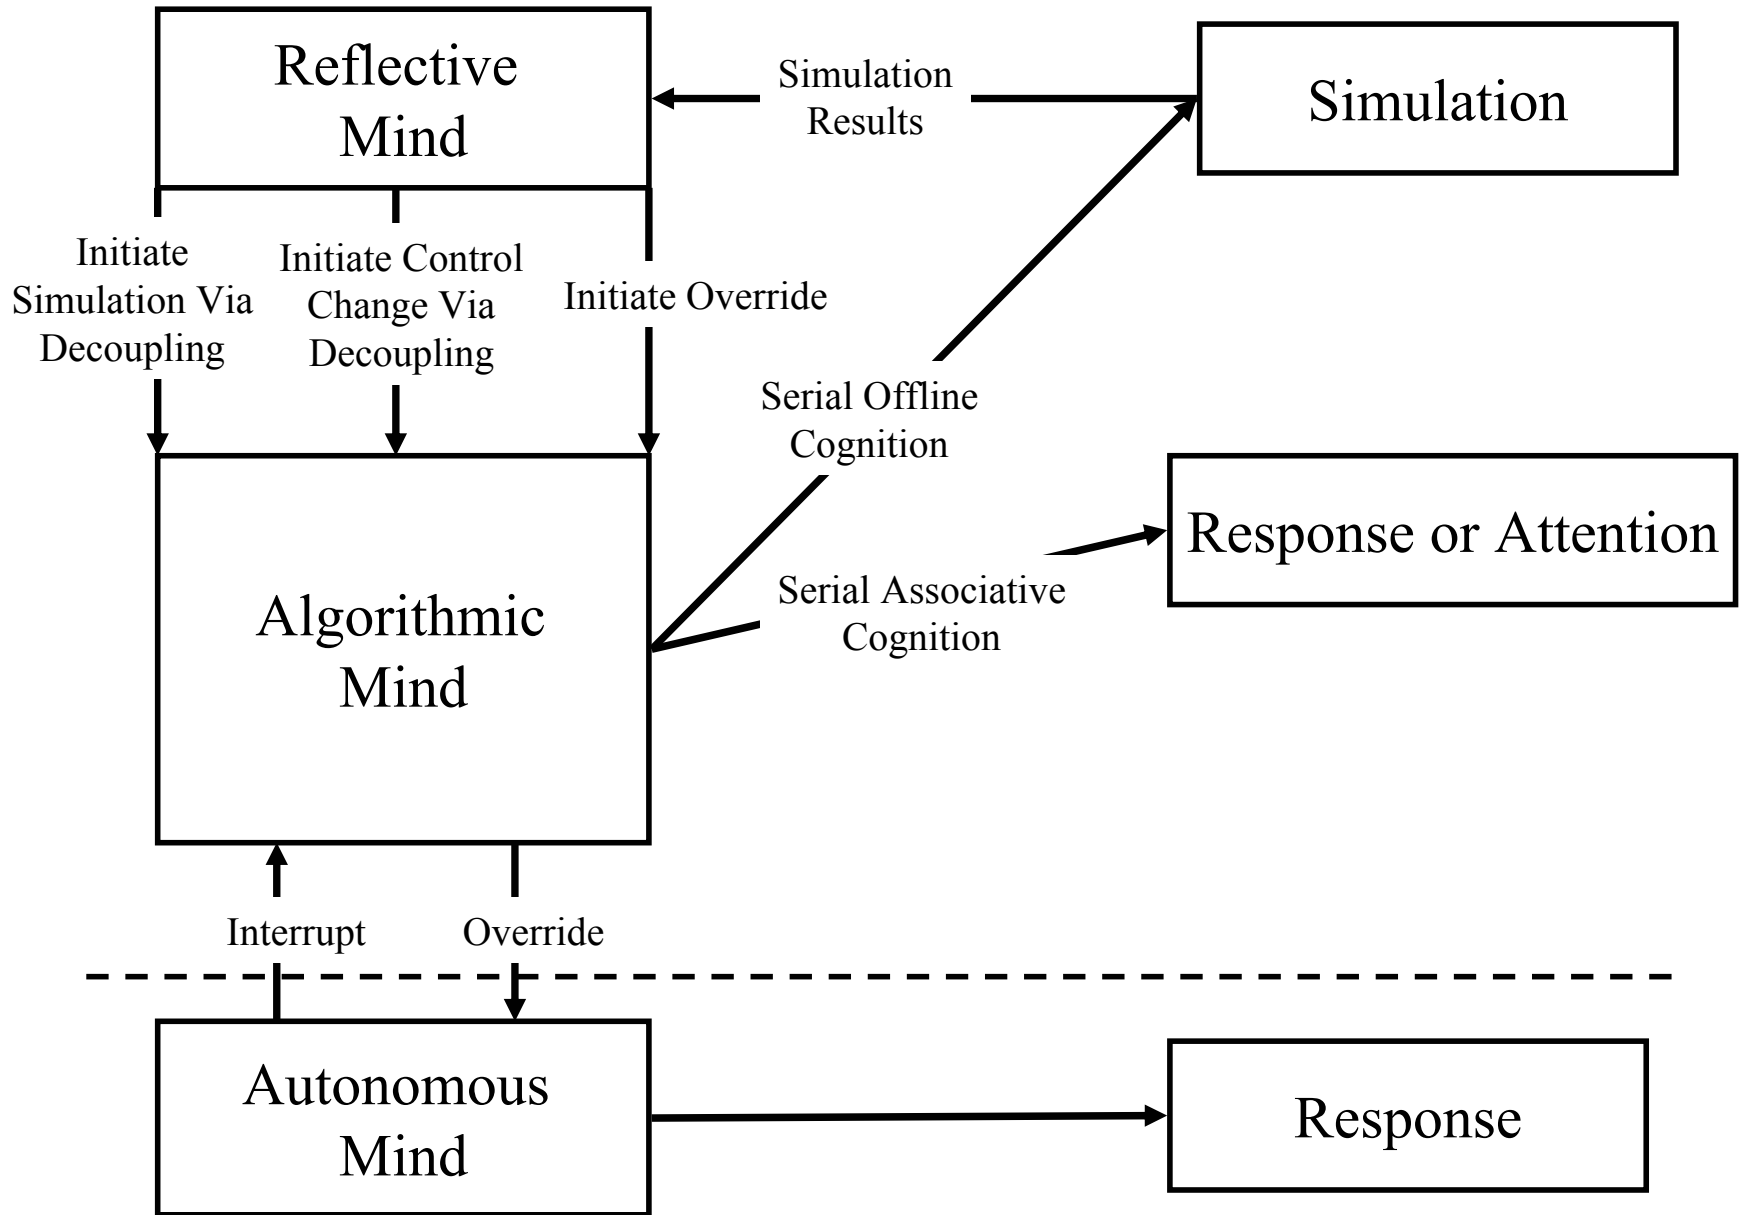 Reflective
Mind
Simulation
Results
Simulation
Initiate
Simulation Via
Decoupling
Initiate Control
Change Via
Decoupling
Initiate Override
Serial Offline
Cognition
Response or Attention
Serial Associative
Cognition
Algorithmic
Mind
Interrupt
Override
Autonomous
Mind
Response